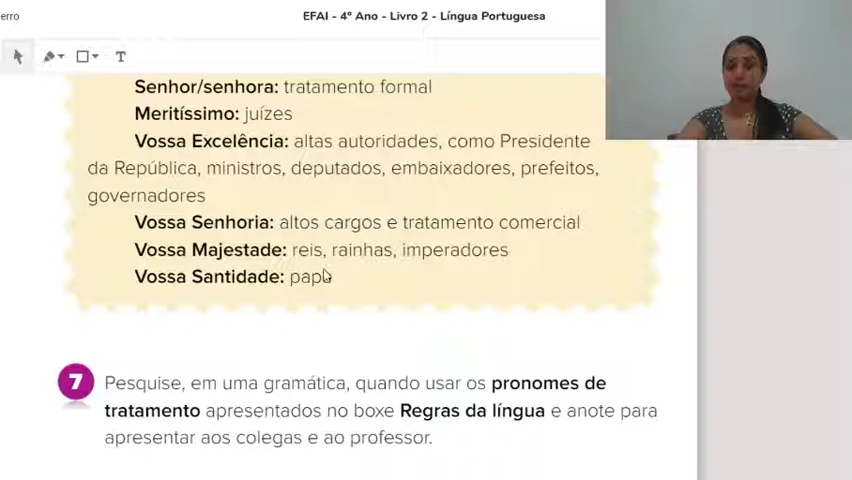 erro
EFAI - 4º Ano - Livro 2 - Língua Portuguesa
T
Senhor/senhora: tratamento formal
Meritíssimo: juízes
Vossa Excelência: altas autoridades, como Presidente
da República, ministros, deputados, embaixadores, prefeitos,
governadores
Vossa Senhoria: altos cargos e tratamento comercial
Vossa Majestade: reis, rainhas, imperadores
Vossa Santidade: papa
7 Pesquise, em uma gramática, quando usar os pronomes de
tratamento apresentados no boxe Regras da língua e anote para
apresentar aos colegas e ao professor.